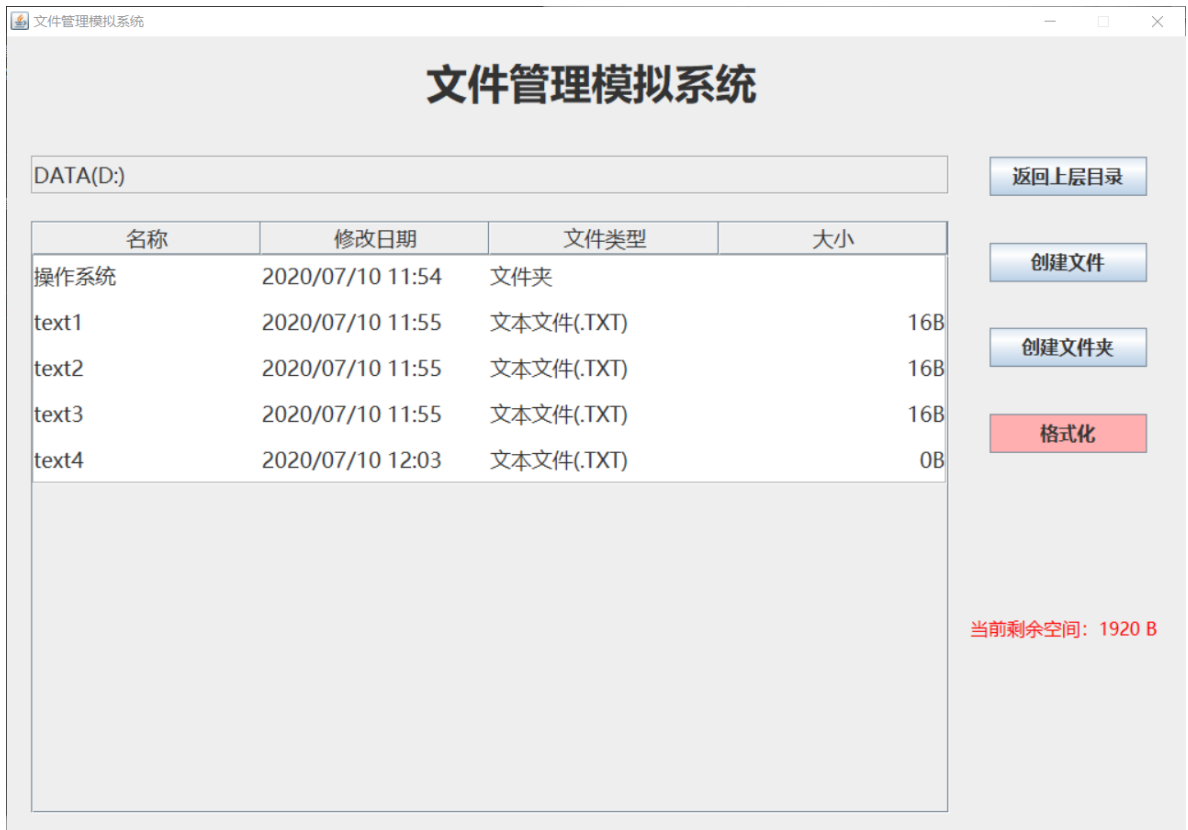 文件管理模拟系统
文件管理模拟系统
DATA(D:)
返回上层目录
名称 修改日期 文件类型 大小
操作系统 2020/07/10 11:54 文件夹
text1 2020/07/10 11:55 文本文件(.TXT) 16B
text2 2020/07/10 11:55 文本文件(.TXT) 16B
text3 2020/07/10 11:55 文本文件(.TXT) 16B
text4 2020/07/10 12:03 文本文件(.TXT) 0B
创建文件
创建文件夹
格式化
当前剩余空间：1920 B